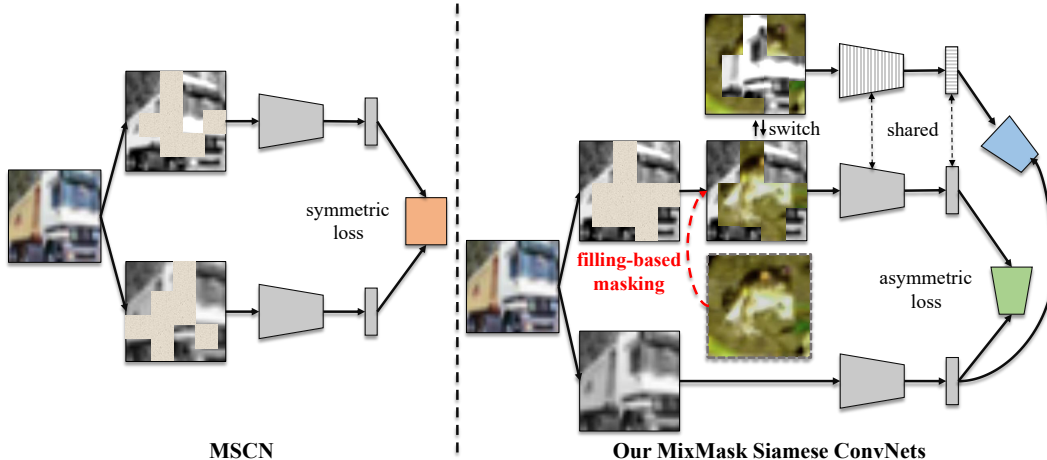 symmetric
loss
MSCN
switch
shared
filling-based
masking
asymmetric
loss
Our MixMask Siamese ConvNets